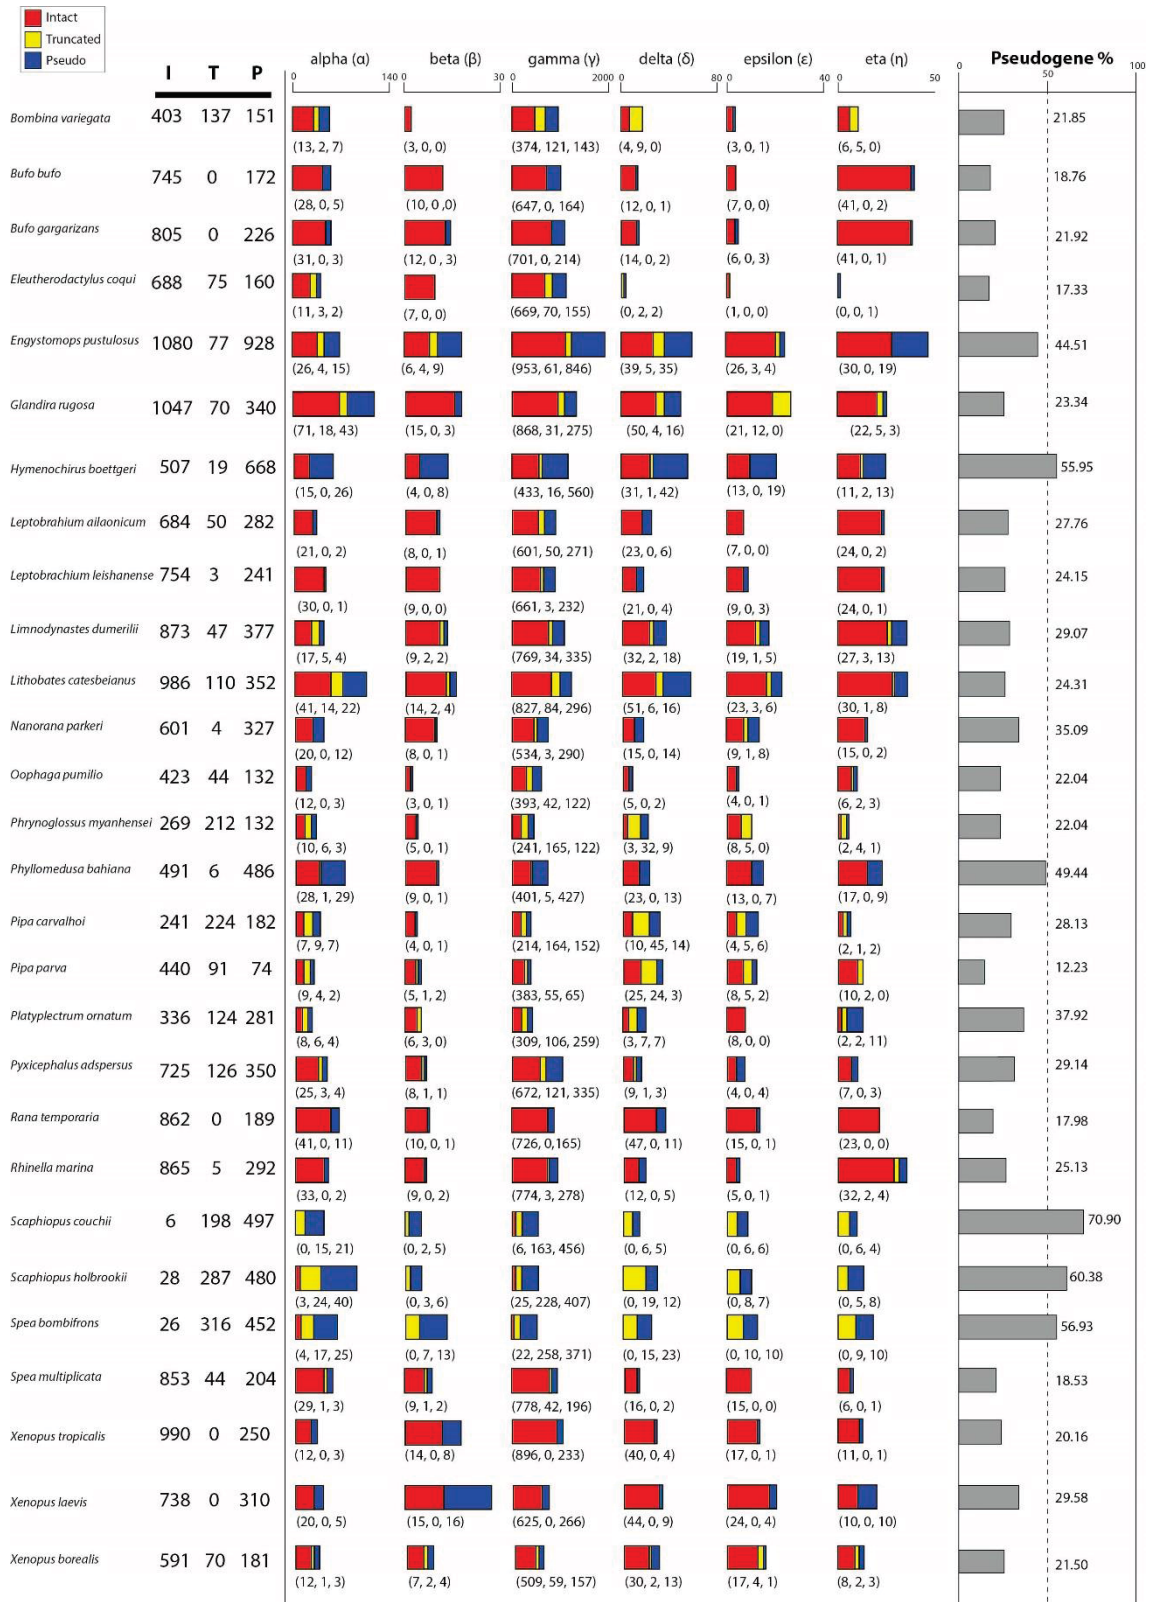 Intact
Truncated
Pseudo
I T P
alpha (α) beta (β) gamma (γ) delta (δ) epsilon (ε) eta (η) Pseudogene %
0 140 0 30 0 2000 0 80 0 40 0 50 0 50 100
Bombina variegata 403 137 151 21.85
(13, 2, 7) (3, 0, 0) (374, 121, 143) (4, 9, 0) (3, 0, 1) (6, 5, 0)
Bufo bufo 745 0 172 18.76
(28, 0, 5) (10, 0 ,0) (647, 0, 164) (12, 0, 1) (7, 0, 0) (41, 0, 2)
Bufo gargarizans 805 0 226 21.92
(31, 0, 3) (12, 0, 3) (701, 0, 214) (14, 0, 2) (6, 0, 3) (41, 0, 1)
Eleutherodactylus coqui 688 75 160 17.33
(11, 3, 2) (7, 0, 0) (669, 70, 155) (0, 2, 2) (1, 0, 0) (0, 0, 1)
Engystomops pustulosus 1080 77 928 44.51
(26, 4, 15) (6, 4, 9) (953, 61, 846) (39, 5, 35) (26, 3, 4) (30, 0, 19)
Glandira rugosa 1047 70 340 23.34
(71, 18, 43) (15, 0, 3) (868, 31, 275) (50, 4, 16) (21, 12, 0) (22, 5, 3)
Hymenochirus boettgeri 507 19 668 55.95
(15, 0, 26) (4, 0, 8) (433, 16, 560) (31, 1, 42) (13, 0, 19) (11, 2, 13)
Leptobrahium ailaonicum 684 50 282 27.76
(21, 0, 2) (8, 0, 1) (601, 50, 271) (23, 0, 6) (7, 0, 0) (24, 0, 2)
Leptobrachium leishanense 754 3 241 24.15
(30, 0, 1) (9, 0, 0) (661, 3, 232) (21, 0, 4) (9, 0, 3) (24, 0, 1)
Limnodynastes dumerilii 873 47 377 29.07
(17, 5, 4) (9, 2, 2) (769, 34, 335) (32, 2, 18) (19, 1, 5) (27, 3, 13)
Lithobates catesbeianus 986 110 352 24.31
(41, 14, 22) (14, 2, 4) (827, 84, 296) (51, 6, 16) (23, 3, 6) (30, 1, 8)
Nanorana parkeri 601 4 327 35.09
(20, 0, 12) (8, 0, 1) (534, 3, 290) (15, 0, 14) (9, 1, 8) (15, 0, 2)
Oophaga pumilio 423 44 132 22.04
(12, 0, 3) (3, 0, 1) (393, 42, 122) (5, 0, 2) (4, 0, 1) (6, 2, 3)
Phrynoglossus myanhensei 269 212 132 22.04
(10, 6, 3) (5, 0, 1) (241, 165, 122) (3, 32, 9) (8, 5, 0) (2, 4, 1)
Phyllomedusa bahiana 491 6 486 49.44
(28, 1, 29) (9, 0, 1) (401, 5, 427) (23, 0, 13) (13, 0, 7) (17, 0, 9)
Pipa carvalhoi 241 224 182 28.13
(7, 9, 7) (4, 0, 1) (214, 164, 152) (10, 45, 14) (4, 5, 6) (2, 1, 2)
Pipa parva 440 91 74 12.23
(9, 4, 2) (5, 1, 2) (383, 55, 65) (25, 24, 3) (8, 5, 2) (10, 2, 0)
Platyplectrum ornatum 336 124 281 37.92
(8, 6, 4) (6, 3, 0) (309, 106, 259) (3, 7, 7) (8, 0, 0) (2, 2, 11)
Pyxicephalus adspersus 725 126 350 29.14
(25, 3, 4) (8, 1, 1) (672, 121, 335) (9, 1, 3) (4, 0, 4) (7, 0, 3)
Rana temporaria 862 0 189 17.98
(41, 0, 11) (10, 0, 1) (726, 0,165) (47, 0, 11) (15, 0, 1) (23, 0, 0)
Rhinella marina 865 5 292 25.13
(33, 0, 2) (9, 0, 2) (774, 3, 278) (12, 0, 5) (5, 0, 1) (32, 2, 4)
Scaphiopus couchii 6 198 497 70.90
(0, 15, 21) (0, 2, 5) (6, 163, 456) (0, 6, 5) (0, 6, 6) (0, 6, 4)
Scaphiopus holbrookii 28 287 480 60.38
(3, 24, 40) (0, 3, 6) (25, 228, 407) (0, 19, 12) (0, 8, 7) (0, 5, 8)
Spea bombifrons 26 316 452 56.93
(4, 17, 25) (0, 7, 13) (22, 258, 371) (0, 15, 23) (0, 10, 10) (0, 9, 10)
Spea multiplicata 853 44 204 18.53
(29, 1, 3) (9, 1, 2) (778, 42, 196) (16, 0, 2) (15, 0, 0) (6, 0, 1)
Xenopus tropicalis 990 0 250 20.16
(12, 0, 3) (14, 0, 8) (896, 0, 233) (40, 0, 4) (17, 0, 1) (11, 0, 1)
Xenopus laevis 738 0 310 29.58
(20, 0, 5) (15, 0, 16) (625, 0, 266) (44, 0, 9) (24, 0, 4) (10, 0, 10)
Xenopus borealis 591 70 181 21.50
(12, 1, 3) (7, 2, 4) (509, 59, 157) (30, 2, 13) (17, 4, 1) (8, 2, 3)